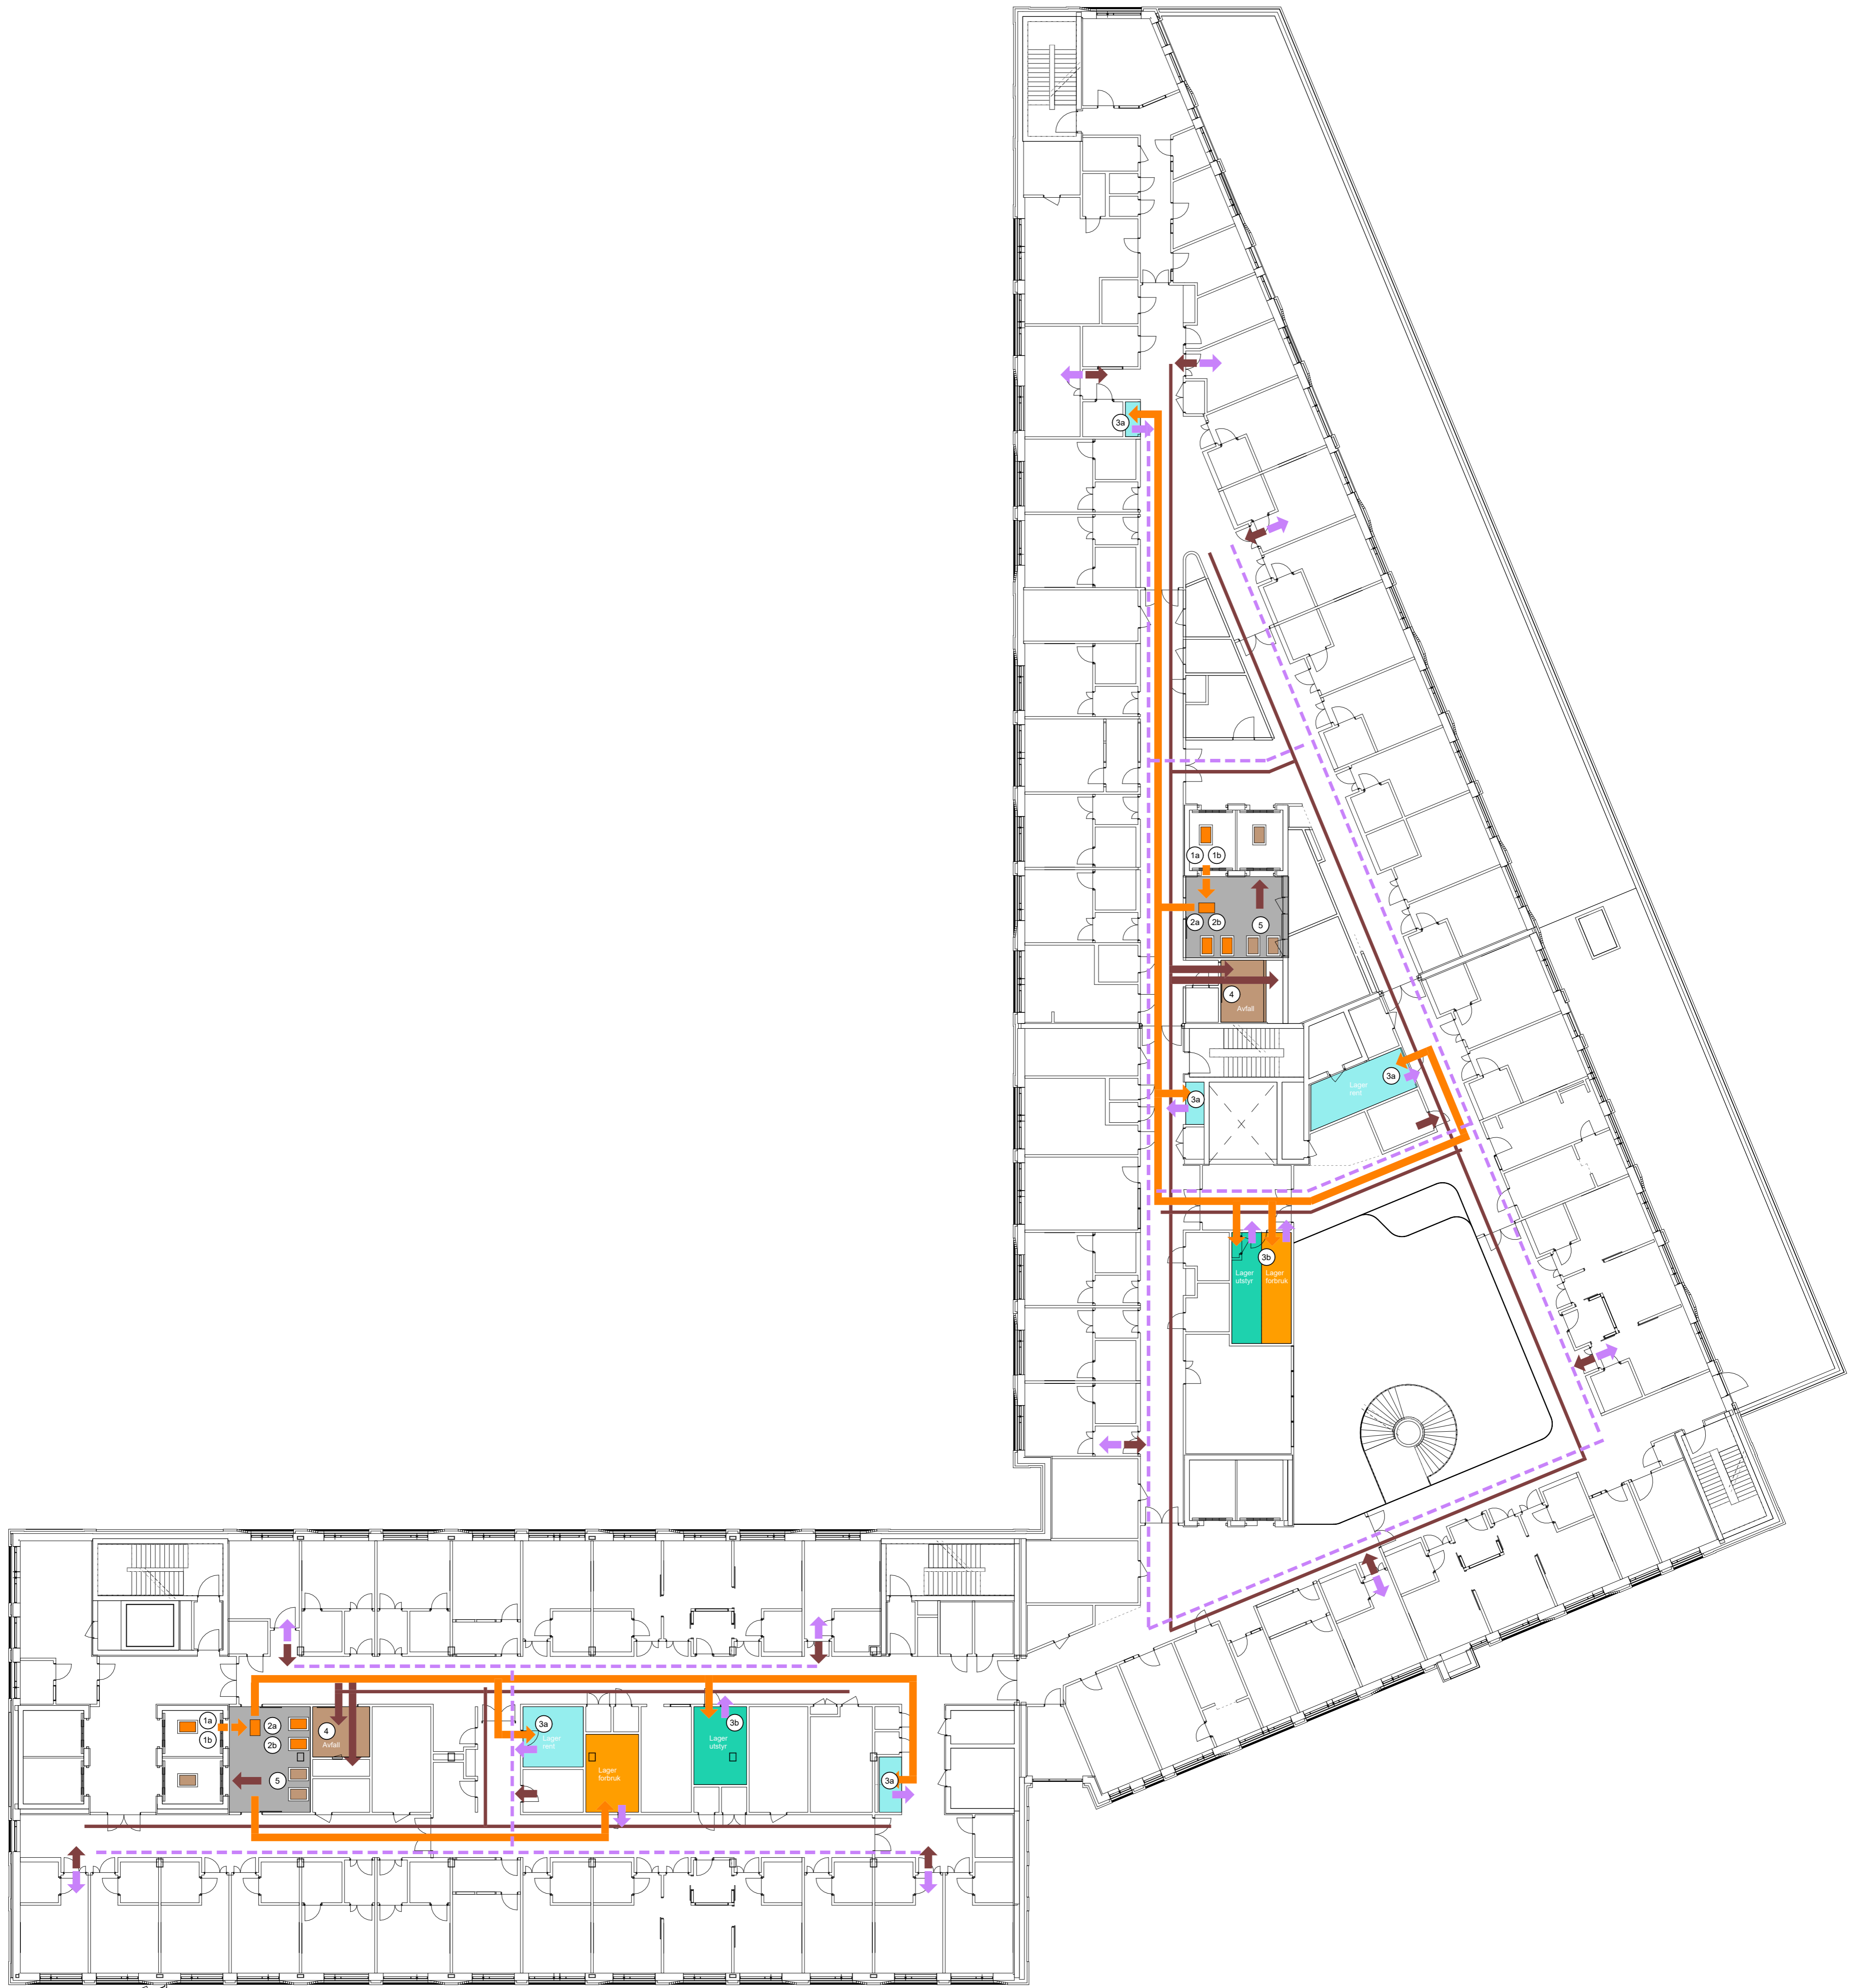 3a
1a 1b
2a 2b
5
4
Avfall
3a
Lager
rent
3a
3b
Lager
utstyr
Lager
forbruk
1a
1b
2a
2b
4
Avfall
5
3a
Lager
rent
Lager
forbruk
3b
Lager
utstyr
3a